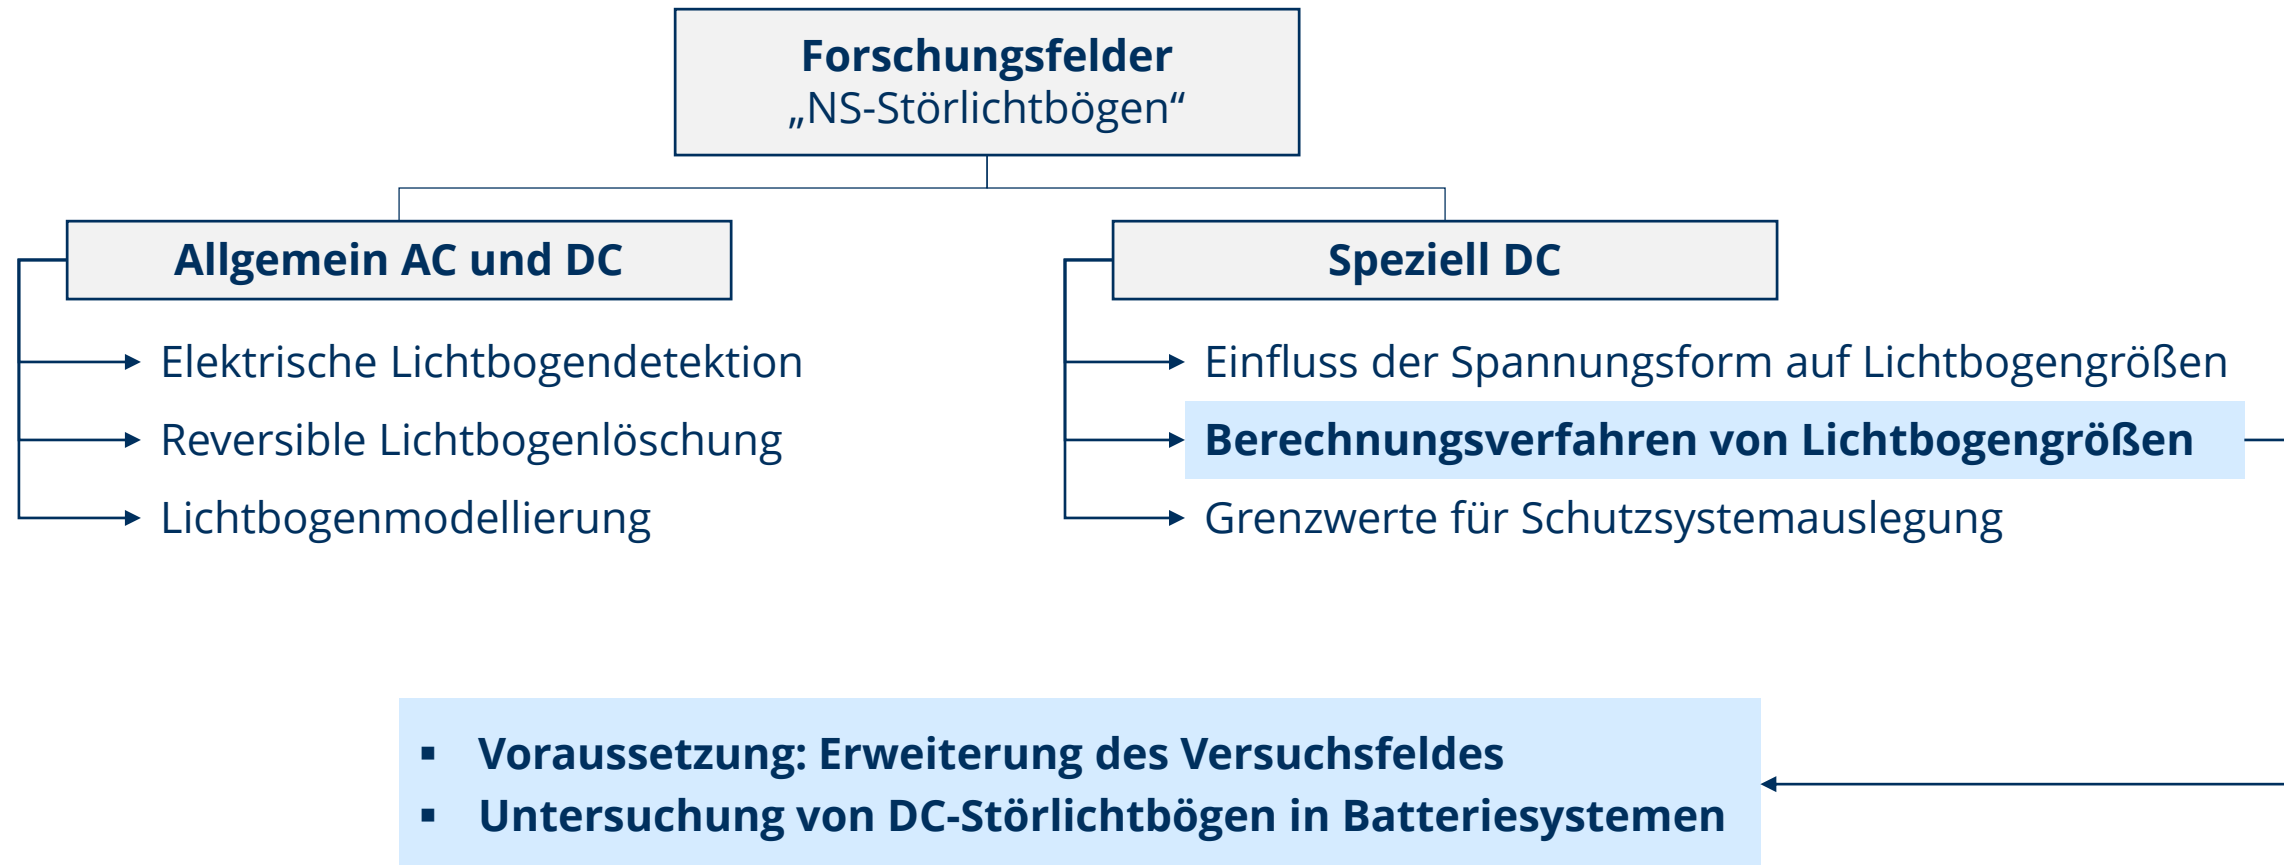 Forschungsfelder
„NS-Störlichtbögen“
Allgemein AC und DC
Elektrische Lichtbogendetektion
Reversible Lichtbogenlöschung
Lichtbogenmodellierung
Speziell DC
Einfluss der Spannungsform auf Lichtbogengrößen
Berechnungsverfahren von Lichtbogengrößen
Grenzwerte für Schutzsystemauslegung
▪ Voraussetzung: Erweiterung des Versuchsfeldes
▪ Untersuchung von DC-Störlichtbögen in Batteriesystemen